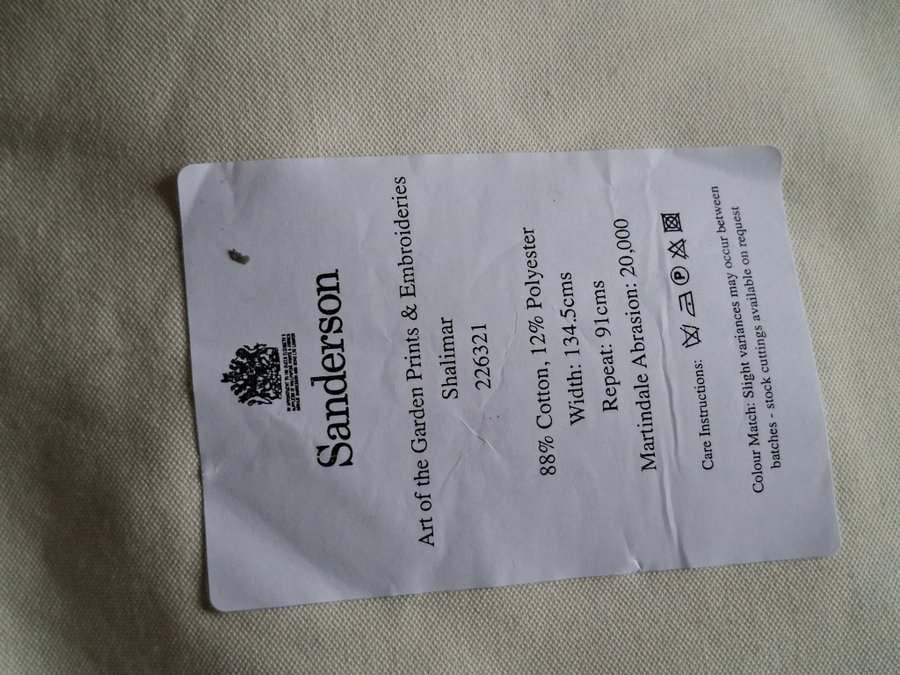 Sanderson
Art of the Garden Prints & Embroideries
Shalimar
226321
88% Cotton, 12% Polyester
Width: 134.5cms
Repeat: 91cms
Martindale Abrasion: 20,000
Care Instructions: P
Colour Match: Slight variances may occur between
batches - stock cuttings available on request